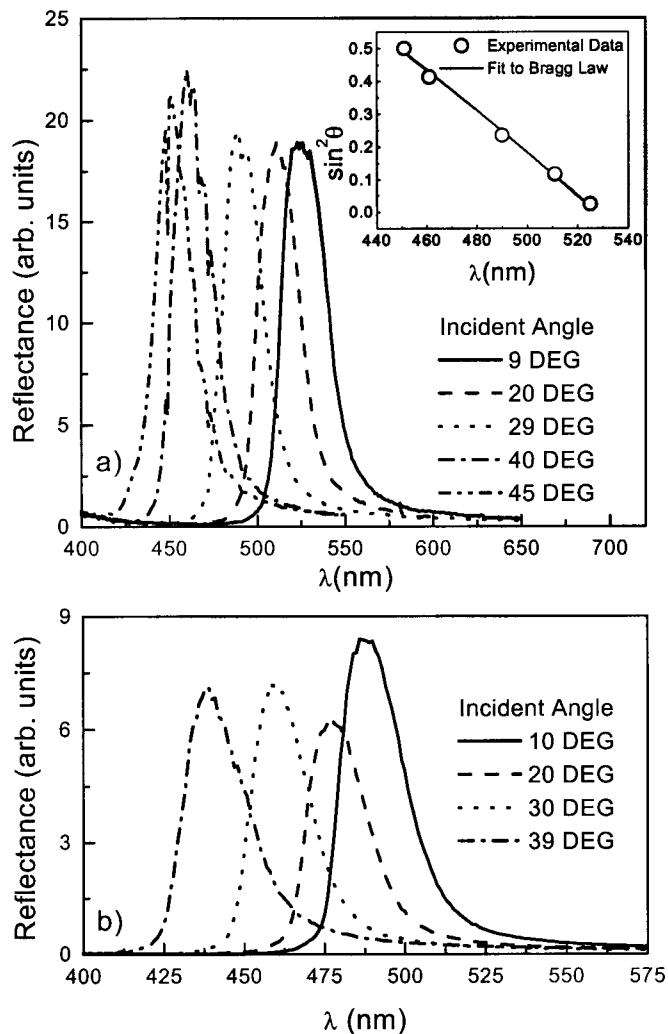 25
20
15
10
5
0
Reflectance (arb. units)
a)
400 450 500 550 600 650 700
λ(nm)
0.5
0.4
0.3
0.2
0.1
0.0
sin²θ
Experimental Data
Fit to Bragg Law
440 460 480 500 520 540
λ(nm)
Incident Angle
9 DEG
20 DEG
29 DEG
40 DEG
45 DEG
9
6
3
0
Reflectance (arb. units)
b)
Incident Angle
10 DEG
20 DEG
30 DEG
39 DEG
400 425 450 475 500 525 550 575
λ (nm)